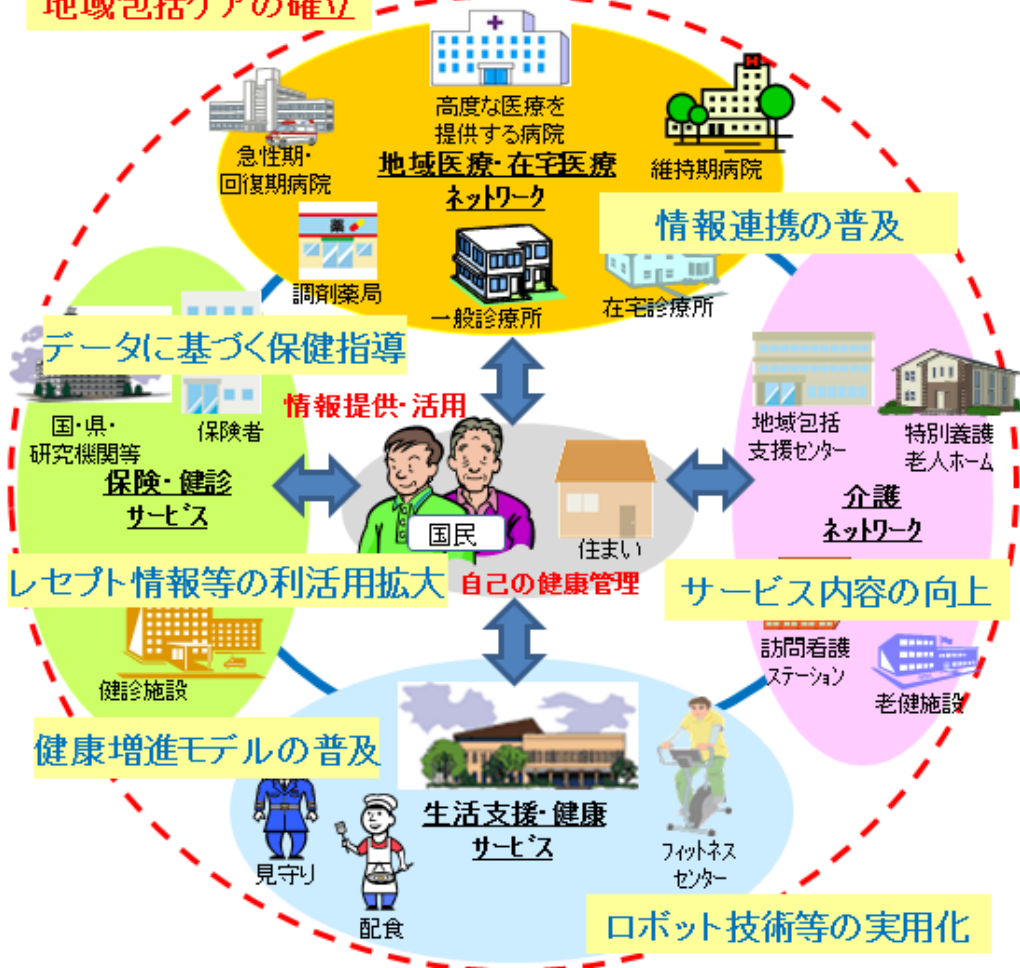 地域包括ケアの確立
高度な医療を
提供する病院
急性期・
回復期病院
地域医療・在宅医療
ネットワーク
維持期病院
薬
調剤薬局
一般診療所
在宅診療所
情報連携の普及
データに基づく保健指導
国・県・
研究機関等
保険者
保険・健診
サービス
情報提供・活用
国民
住まい
自己の健康管理
地域包括
支援センター
特別養護
老人ホーム
介護
ネットワーク
レセプト情報等の利活用拡大
サービス内容の向上
健診施設
訪問看護
ステーション
老健施設
健康増進モデルの普及
生活支援・健康
サービス
見守り
配食
フィットネス
センター
ロボット技術等の実用化